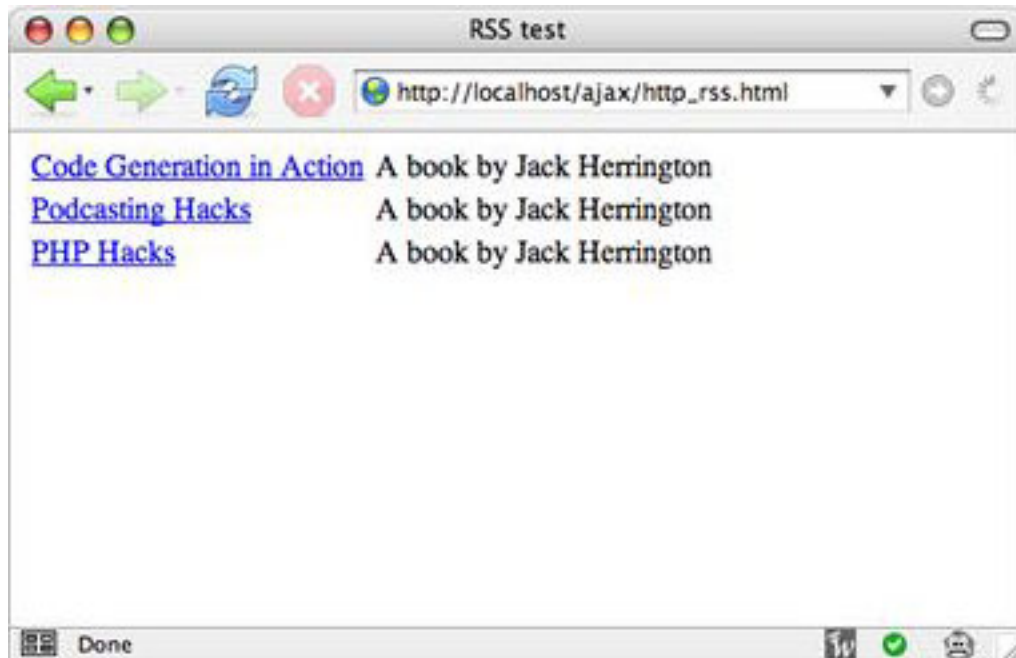 RSS test
http://localhost/ajax/http_rss.html
Code Generation in Action A book by Jack Herrington
Podcasting Hacks A book by Jack Herrington
PHP Hacks A book by Jack Herrington
Done